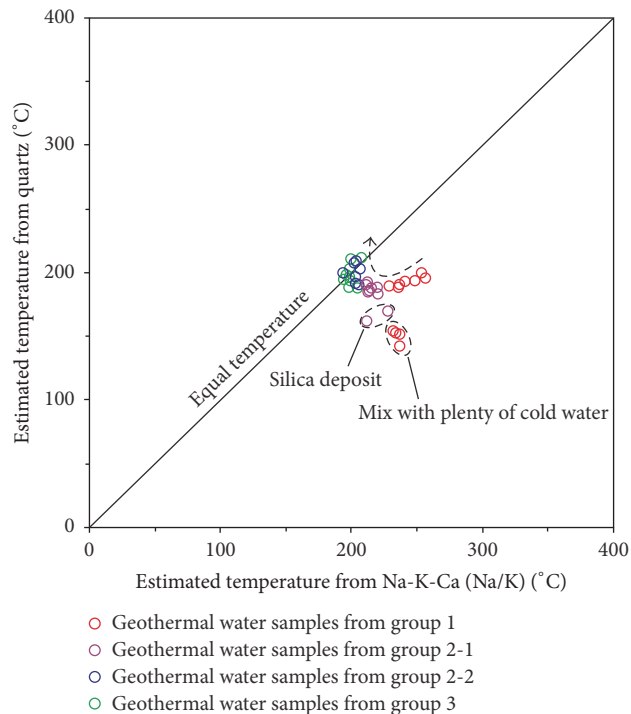 400
300
200
100
0
Estimated temperature from quartz (˚C)
Equal temperature
Silica deposit
Mix with plenty of cold water
0
100
200
300
400
Estimated temperature from Na-K-Ca (Na/K) (˚C)
Geothermal water samples from group 1
Geothermal water samples from group 2-1
Geothermal water samples from group 2-2
Geothermal water samples from group 3